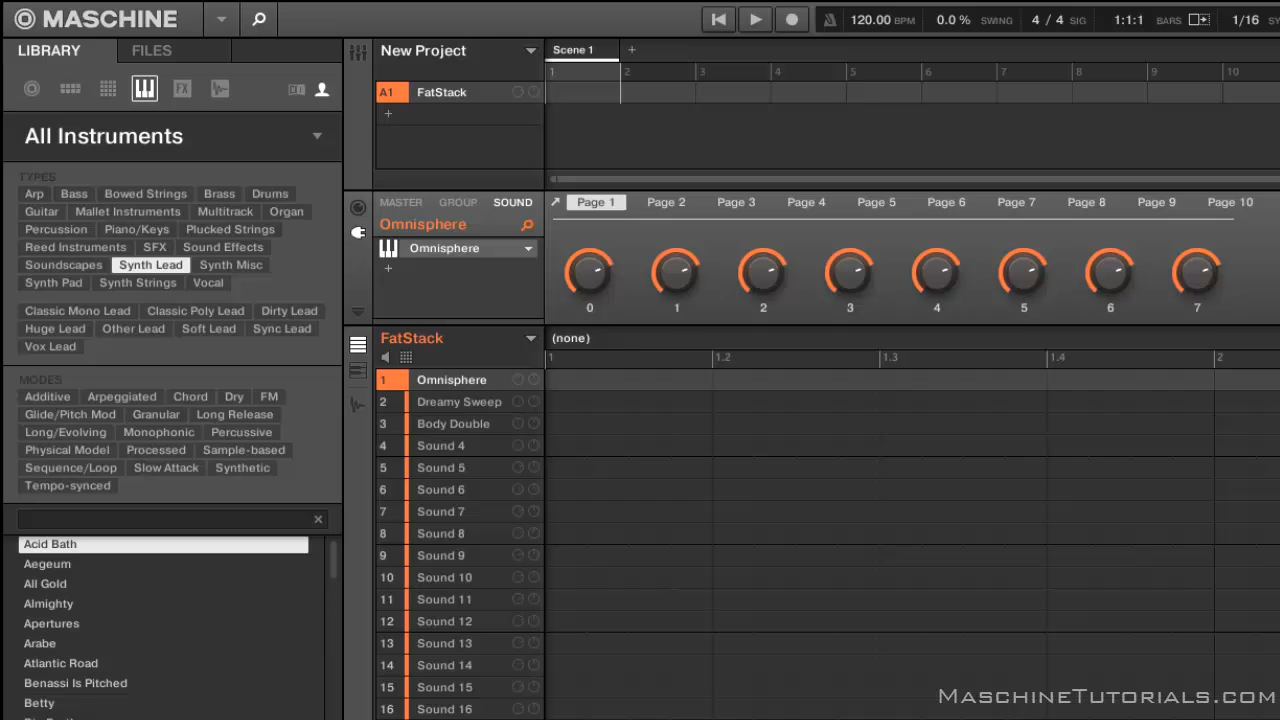 MASCHINE
120.00 BPM 0.0 % SWING 4 / 4 SIG 1:1:1 BARS 1/16
LIBRARY FILES
FX
All Instruments
TYPES
Arp Bass Bowed Strings Brass Drums
Guitar Mallet Instruments Multitrack Organ
Percussion Piano/Keys Plucked Strings
Reed Instruments SFX Sound Effects
Soundscapes Synth Lead Synth Misc
Synth Pad Synth Strings Vocal
Classic Mono Lead Classic Poly Lead Dirty Lead
Huge Lead Other Lead Soft Lead Sync Lead
Vox Lead
MODES
Additive Arpeggiated Chord Dry FM
Glide/Pitch Mod Granular Long Release
Long/Evolving Monophonic Percussive
Physical Model Processed Sample-based
Sequence/Loop Slow Attack Synthetic
Tempo-synced
Acid Bath
Aegeum
All Gold
Almighty
Apertures
Arabe
Atlantic Road
Benassi Is Pitched
Betty
New Project
Scene 1 +
1 2 3 4 5 6 7 8 9 10
A1 FatStack
+
MASTER GROUP SOUND
Page 1 Page 2 Page 3 Page 4 Page 5 Page 6 Page 7 Page 8 Page 9 Page 10
Omnisphere
Omnisphere
+
0 1 2 3 4 5 6 7
FatStack
(none)
1 1.2 1.3 1.4 2
1 Omnisphere
2 Dreamy Sweep
3 Body Double
4 Sound 4
5 Sound 5
6 Sound 6
7 Sound 7
8 Sound 8
9 Sound 9
10 Sound 10
11 Sound 11
12 Sound 12
13 Sound 13
14 Sound 14
15 Sound 15
16 Sound 16
MASCHINETUTORIALS.COM